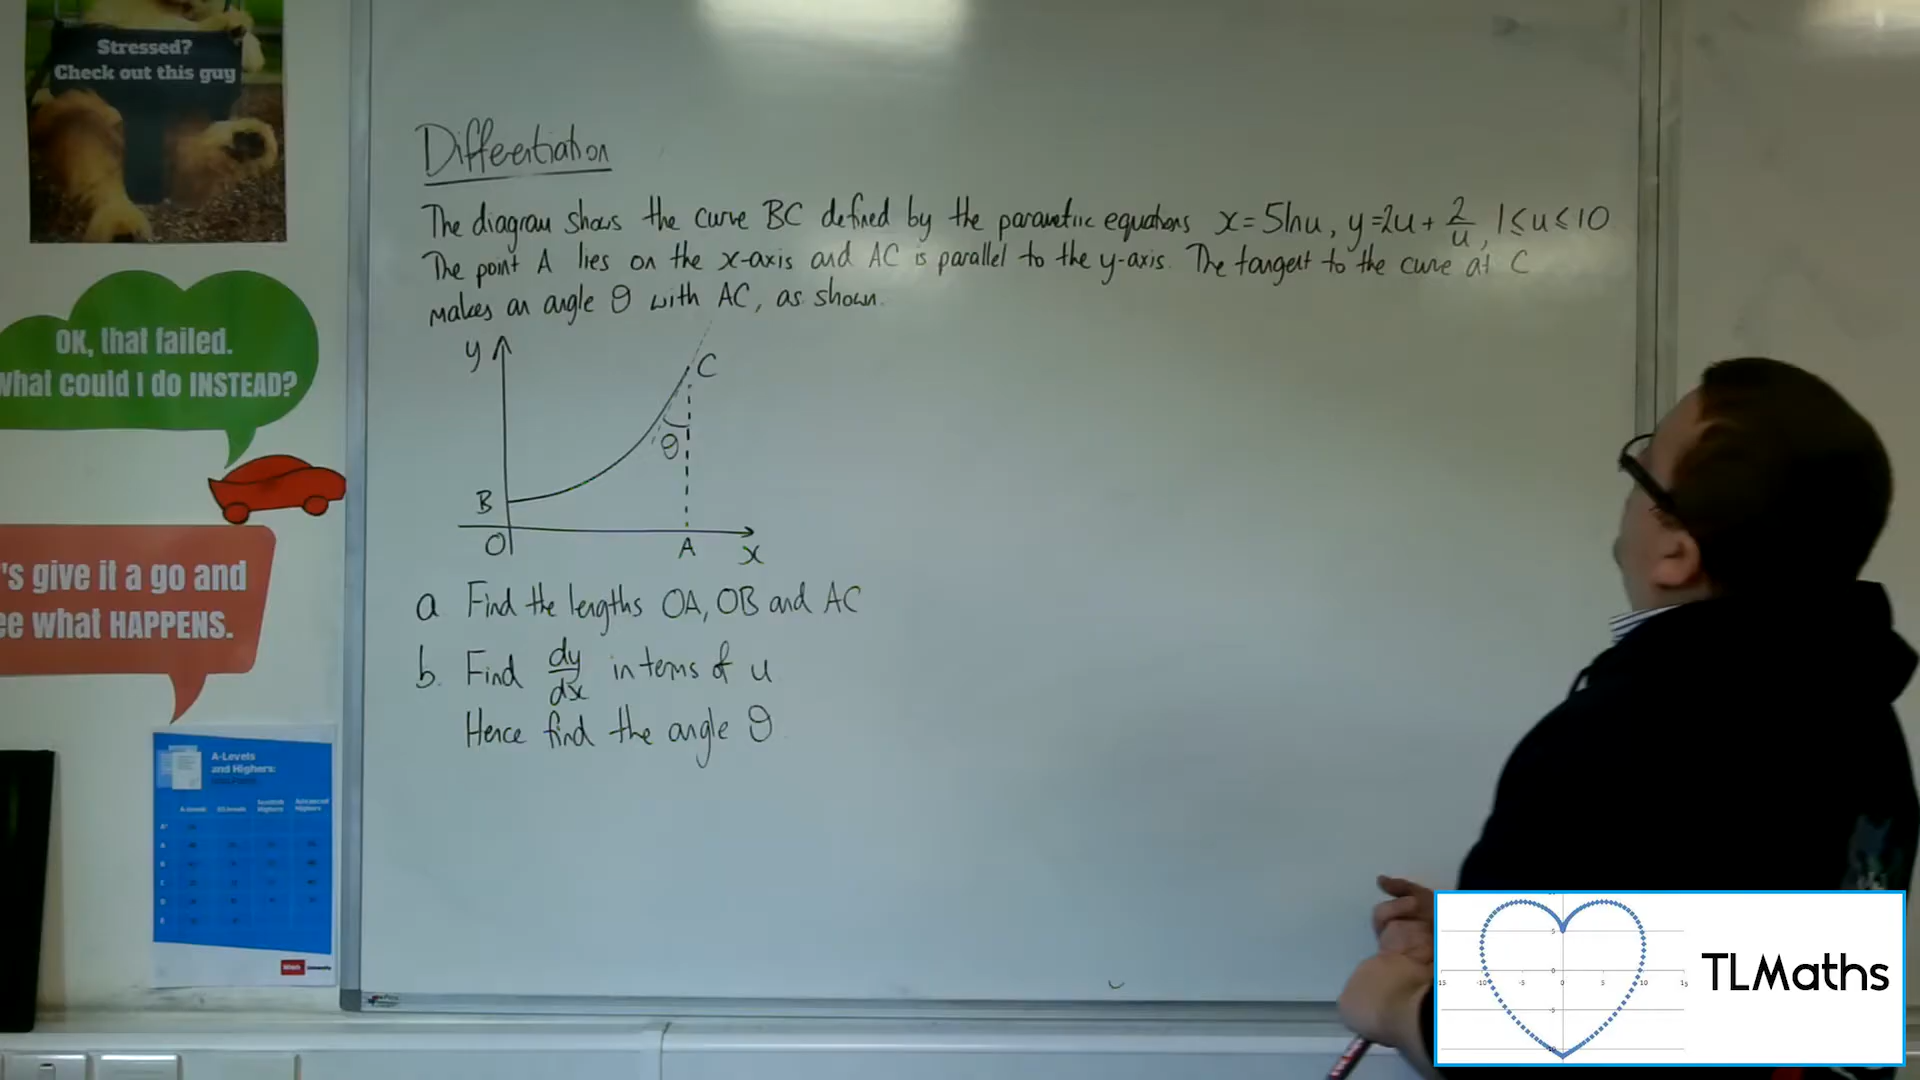 Stressed?
Check out this guy
OK, that failed.
what could I do INSTEAD?
's give it a go and
ee what HAPPENS.
A-Levels
and Highers:
Differentiation
The diagram shows the curve BC defined by the parametric equations x = 5lnu, y = 2u + 2/u, 1 ≤ u ≤ 10
The point A lies on the x-axis and AC is parallel to the y-axis. The tangent to the curve at C
makes an angle θ with AC, as shown.
y
C
θ
B
O
A
x
a Find the lengths OA, OB and AC
b. Find dy/dx in terms of u
Hence find the angle θ
TLMaths